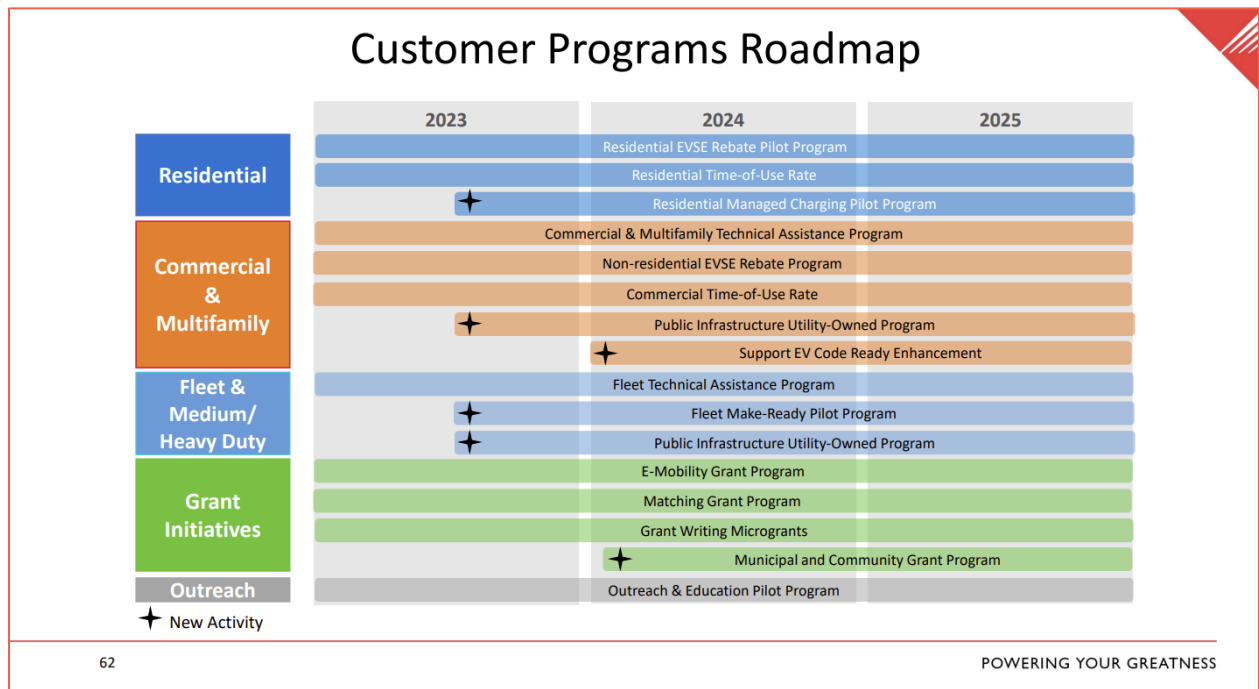 Customer Programs Roadmap
2023
2024
2025
Residential
Residential EVSE Rebate Pilot Program
Residential Time-of-Use Rate
Residential Managed Charging Pilot Program
Commercial
&
Multifamily
Commercial & Multifamily Technical Assistance Program
Non-residential EVSE Rebate Program
Commercial Time-of-Use Rate
Public Infrastructure Utility-Owned Program
Support EV Code Ready Enhancement
Fleet &
Medium/
Heavy Duty
Fleet Technical Assistance Program
Fleet Make-Ready Pilot Program
Public Infrastructure Utility-Owned Program
Grant
Initiatives
E-Mobility Grant Program
Matching Grant Program
Grant Writing Microgrants
Municipal and Community Grant Program
Outreach
Outreach & Education Pilot Program
New Activity
62
POWERING YOUR GREATNESS